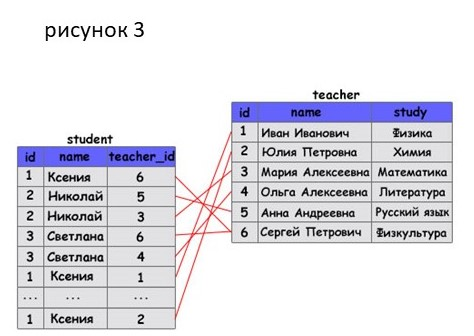 рисунок 3
teacher
id name study
1 Иван Иванович Физика
2 Юлия Петровна Химия
3 Мария Алексеевна Математика
4 Ольга Алексеевна Литература
5 Анна Андреевна Русский язык
6 Сергей Петрович Физкультура
student
id name teacher_id
1 Ксения 6
2 Николай 5
2 Николай 3
3 Светлана 6
3 Светлана 4
1 Ксения 1
... ... ...
1 Ксения 2